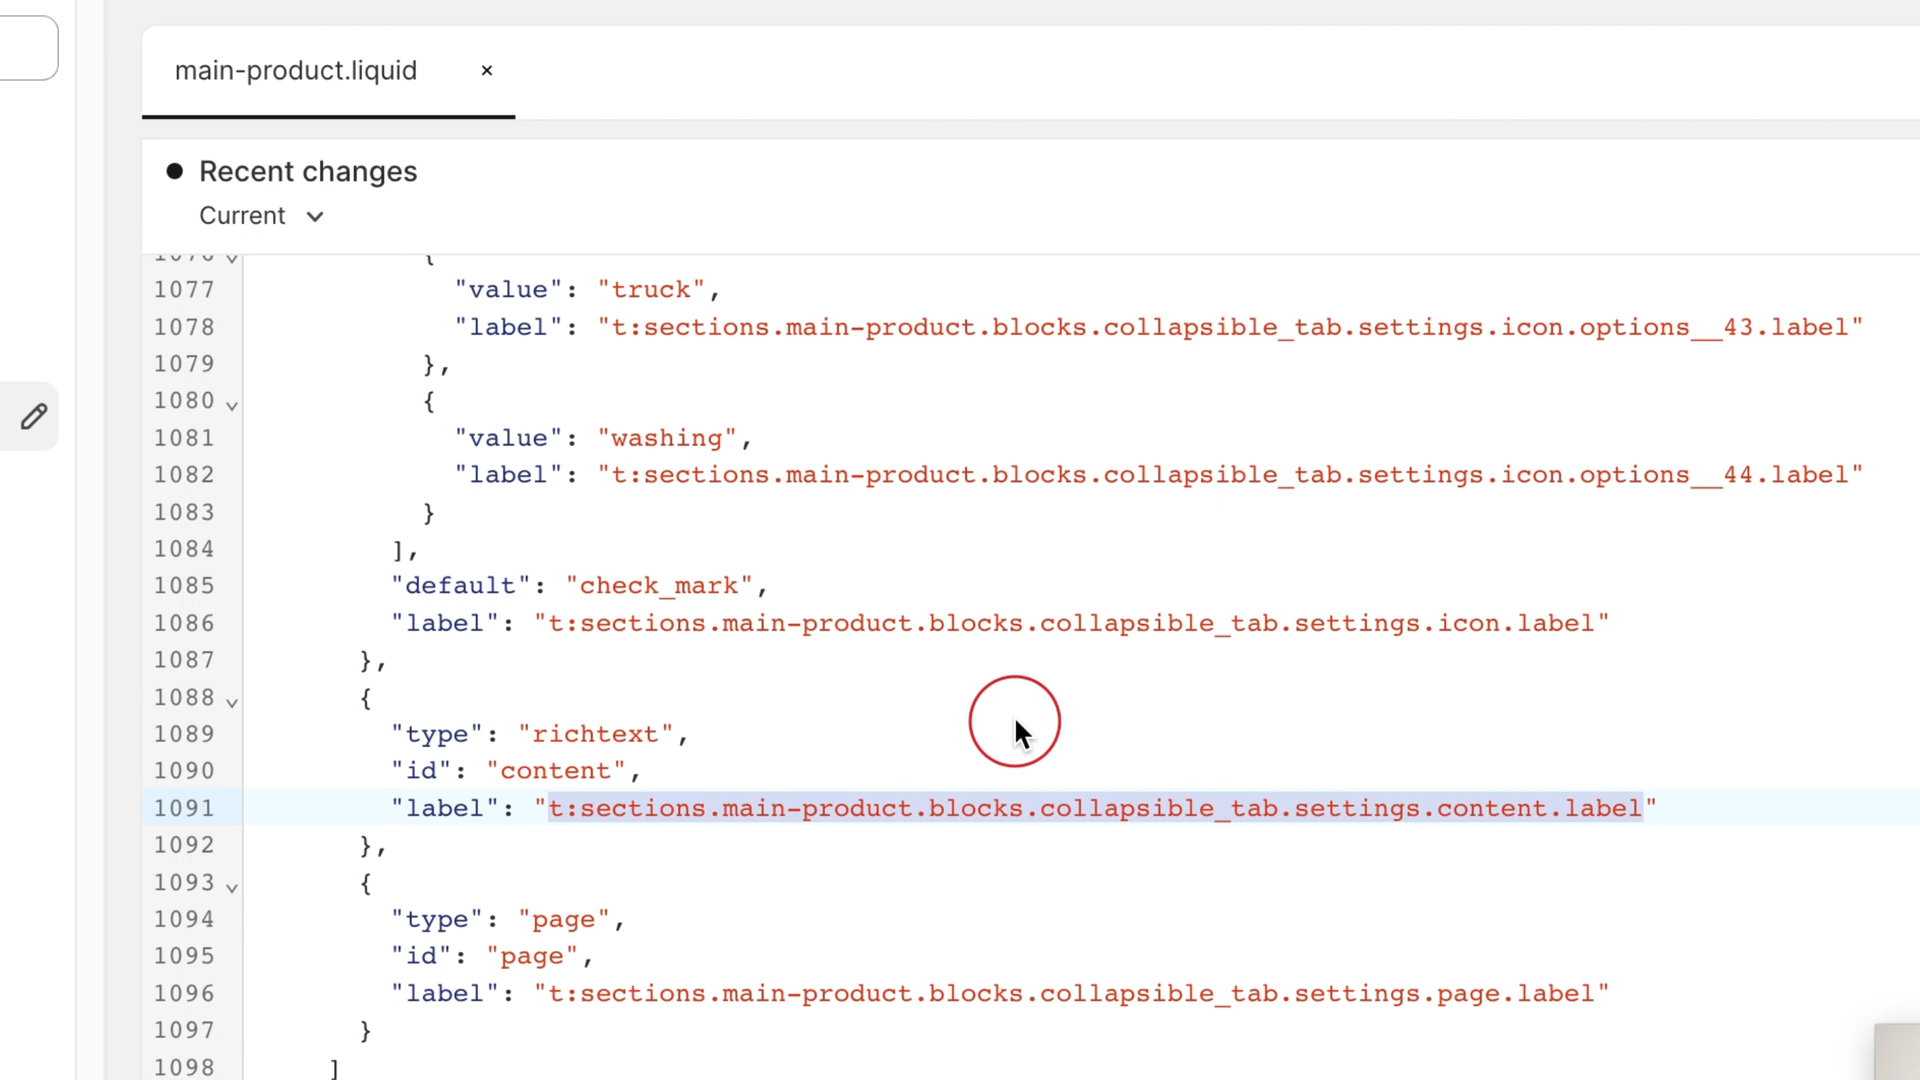 main-product.liquid ×
Recent changes
Current
1076 {
1077 "value": "truck",
1078 "label": "t:sections.main-product.blocks.collapsible_tab.settings.icon.options__43.label"
1079 },
1080 {
1081 "value": "washing",
1082 "label": "t:sections.main-product.blocks.collapsible_tab.settings.icon.options__44.label"
1083 }
1084 ],
1085 "default": "check_mark",
1086 "label": "t:sections.main-product.blocks.collapsible_tab.settings.icon.label"
1087 },
1088 {
1089 "type": "richtext",
1090 "id": "content",
1091 "label": "t:sections.main-product.blocks.collapsible_tab.settings.content.label"
1092 },
1093 {
1094 "type": "page",
1095 "id": "page",
1096 "label": "t:sections.main-product.blocks.collapsible_tab.settings.page.label"
1097 }
1098 ]